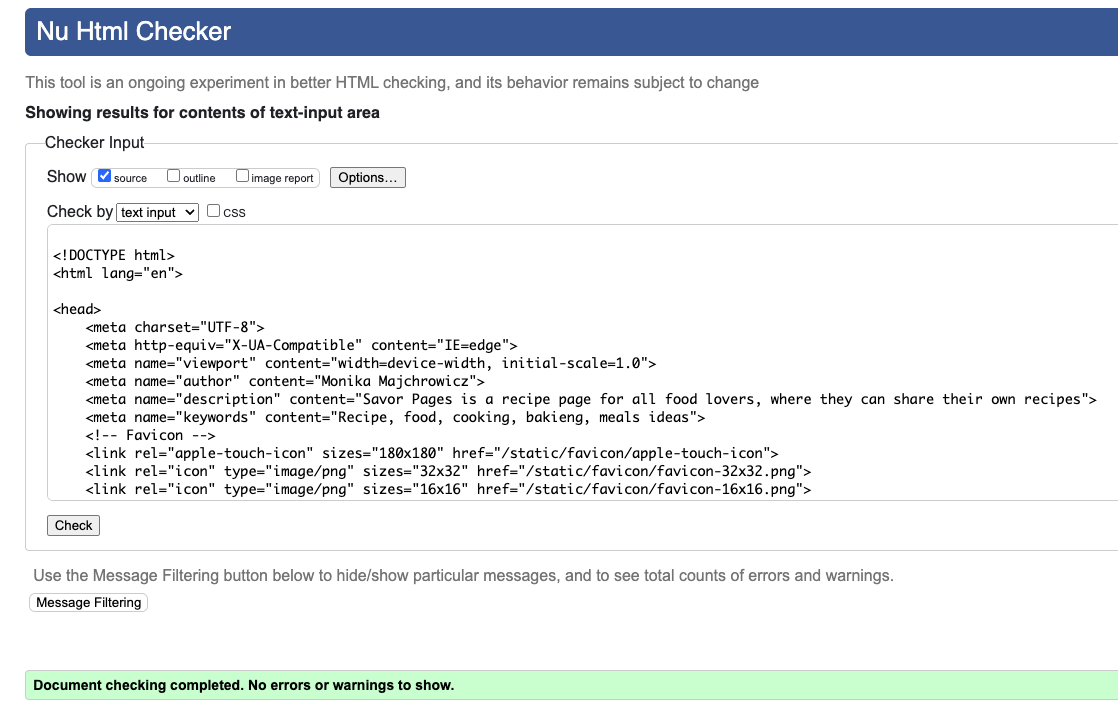 Nu Html Checker
This tool is an ongoing experiment in better HTML checking, and its behavior remains subject to change
Showing results for contents of text-input area
Checker Input
Show source outline image report Options...
Check by text input CSS
<!DOCTYPE html>
<html lang="en">
<head>
    <meta charset="UTF-8">
    <meta http-equiv="X-UA-Compatible" content="IE=edge">
    <meta name="viewport" content="width=device-width, initial-scale=1.0">
    <meta name="author" content="Monika Majchrowicz">
    <meta name="description" content="Savor Pages is a recipe page for all food lovers, where they can share their own recipes">
    <meta name="keywords" content="Recipe, food, cooking, bakieng, meals ideas">
    <!-- Favicon -->
    <link rel="apple-touch-icon" sizes="180x180" href="/static/favicon/apple-touch-icon">
    <link rel="icon" type="image/png" sizes="32x32" href="/static/favicon/favicon-32x32.png">
    <link rel="icon" type="image/png" sizes="16x16" href="/static/favicon/favicon-16x16.png">
Check
Use the Message Filtering button below to hide/show particular messages, and to see total counts of errors and warnings.
Message Filtering
Document checking completed. No errors or warnings to show.